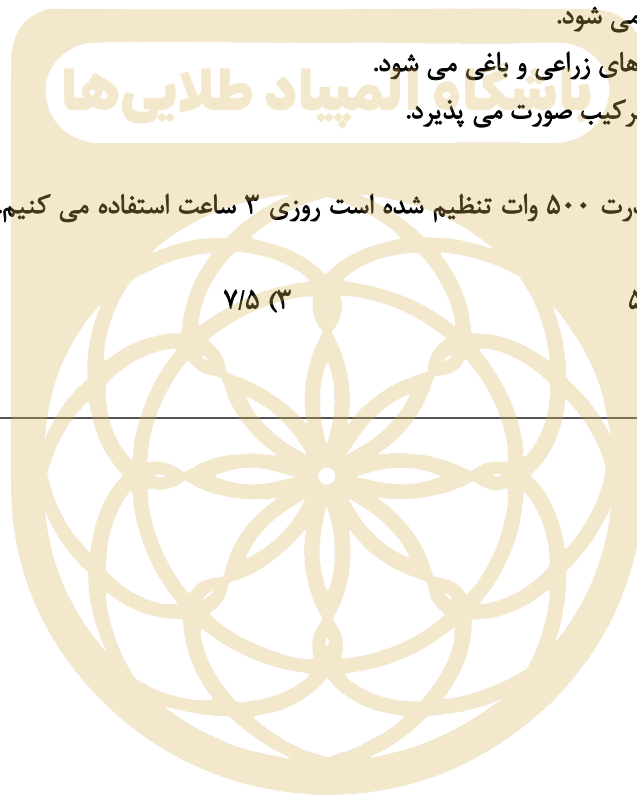 می شود.
های زراعی و باغی می شود.
باشگاه المپیاد طلایی‌ها
رکیب صورت می پذیرد.
درت ۵۰۰ وات تنظیم شده است روزی ۳ ساعت استفاده می کنیم.
۵
۳) ۷/۵